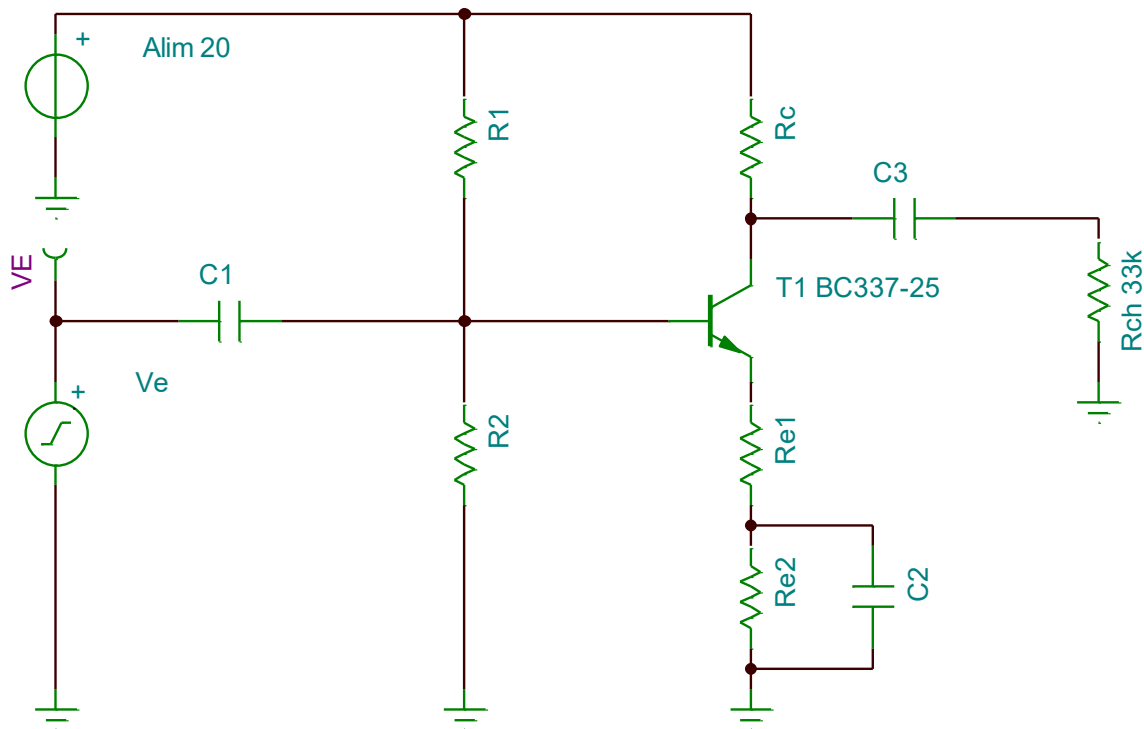 +
Alim 20
R1
Rc
C3
VE
C1
T1 BC337-25
Rch 33k
+
Ve
R2
Re1
Re2
C2